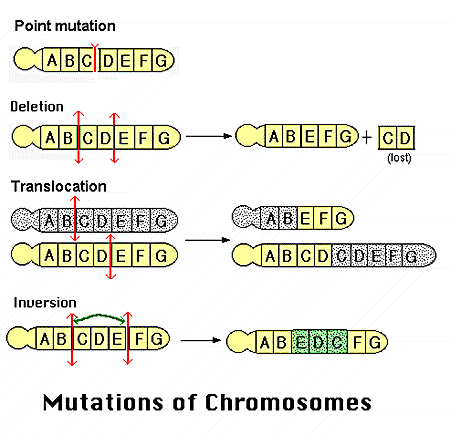 Point mutation
A B C D E F G
Deletion
A B C D E F G A B E F G + C D
(lost)
Translocation
A B C D E F G A B E F G
A B C D E F G A B C D C D E F G
Inversion
A B C D E F G A B E D C F G
Mutations of Chromosomes